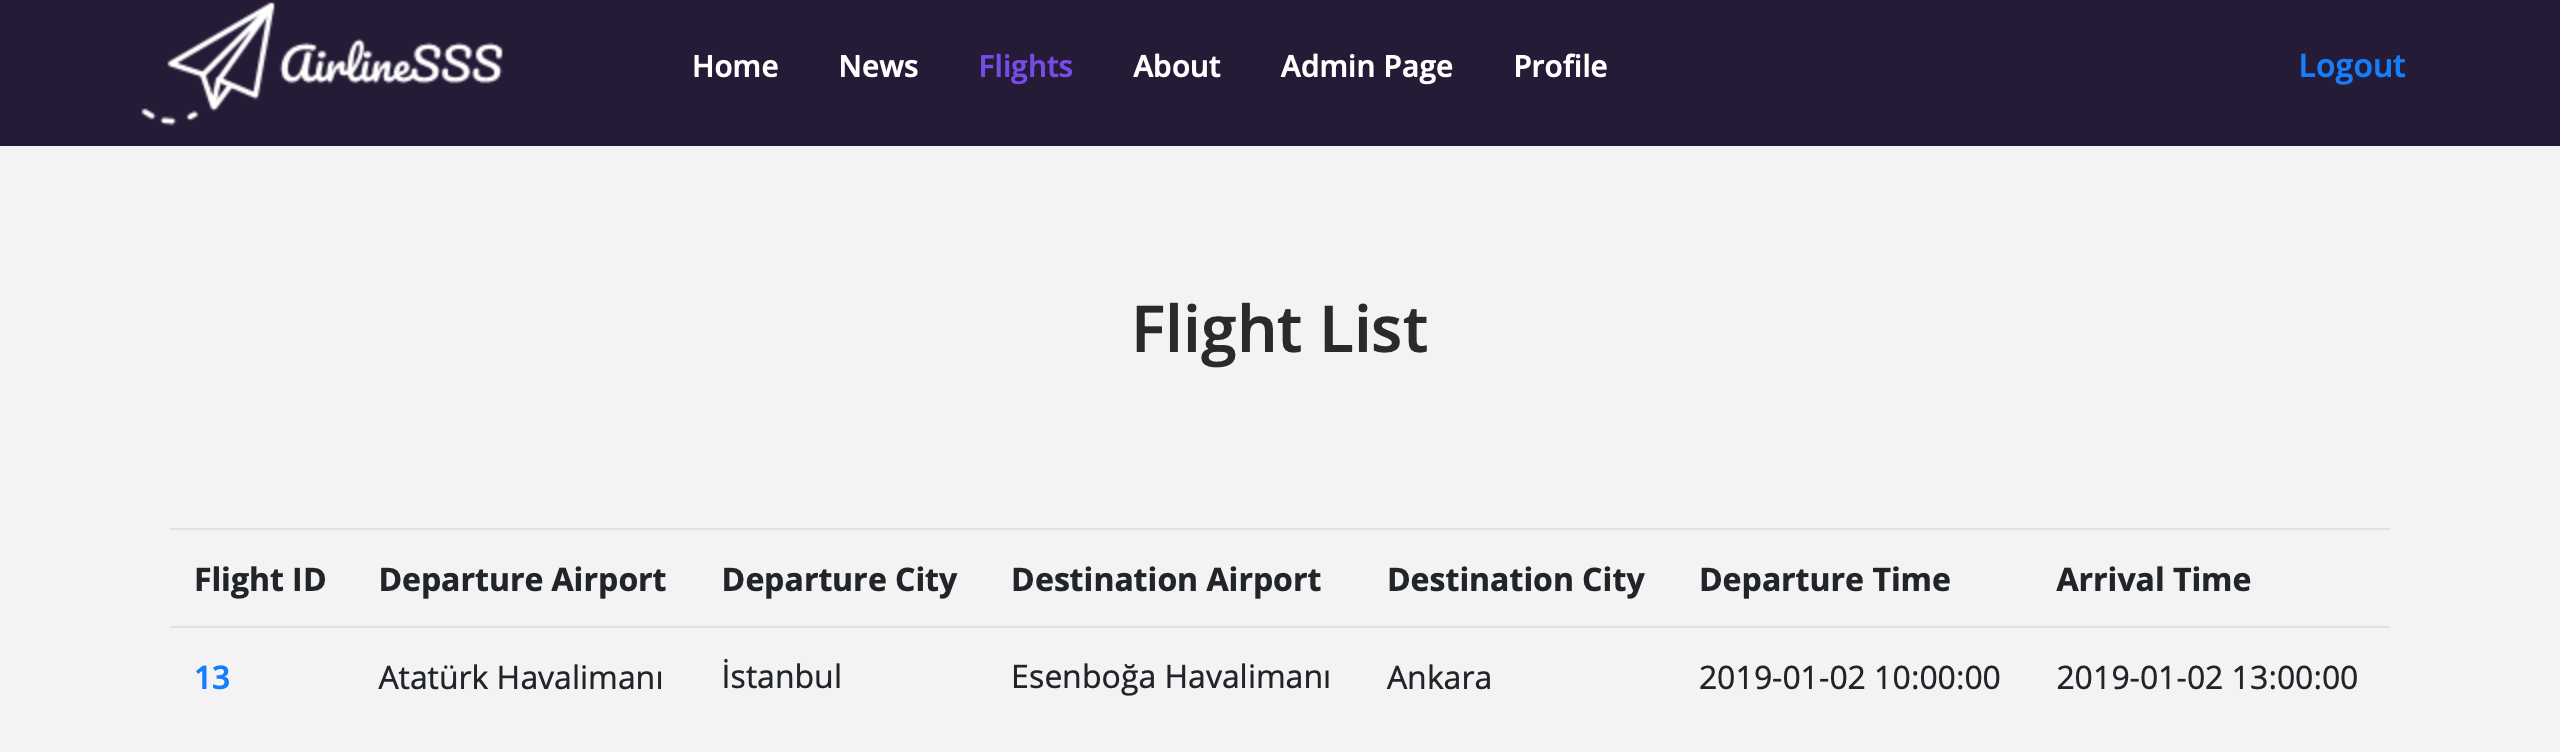 AirlineSSS Home News Flights About Admin Page Profile Logout
Flight List
Flight ID Departure Airport Departure City Destination Airport Destination City Departure Time Arrival Time
13 Atatürk Havalimanı İstanbul Esenboğa Havalimanı Ankara 2019-01-02 10:00:00 2019-01-02 13:00:00